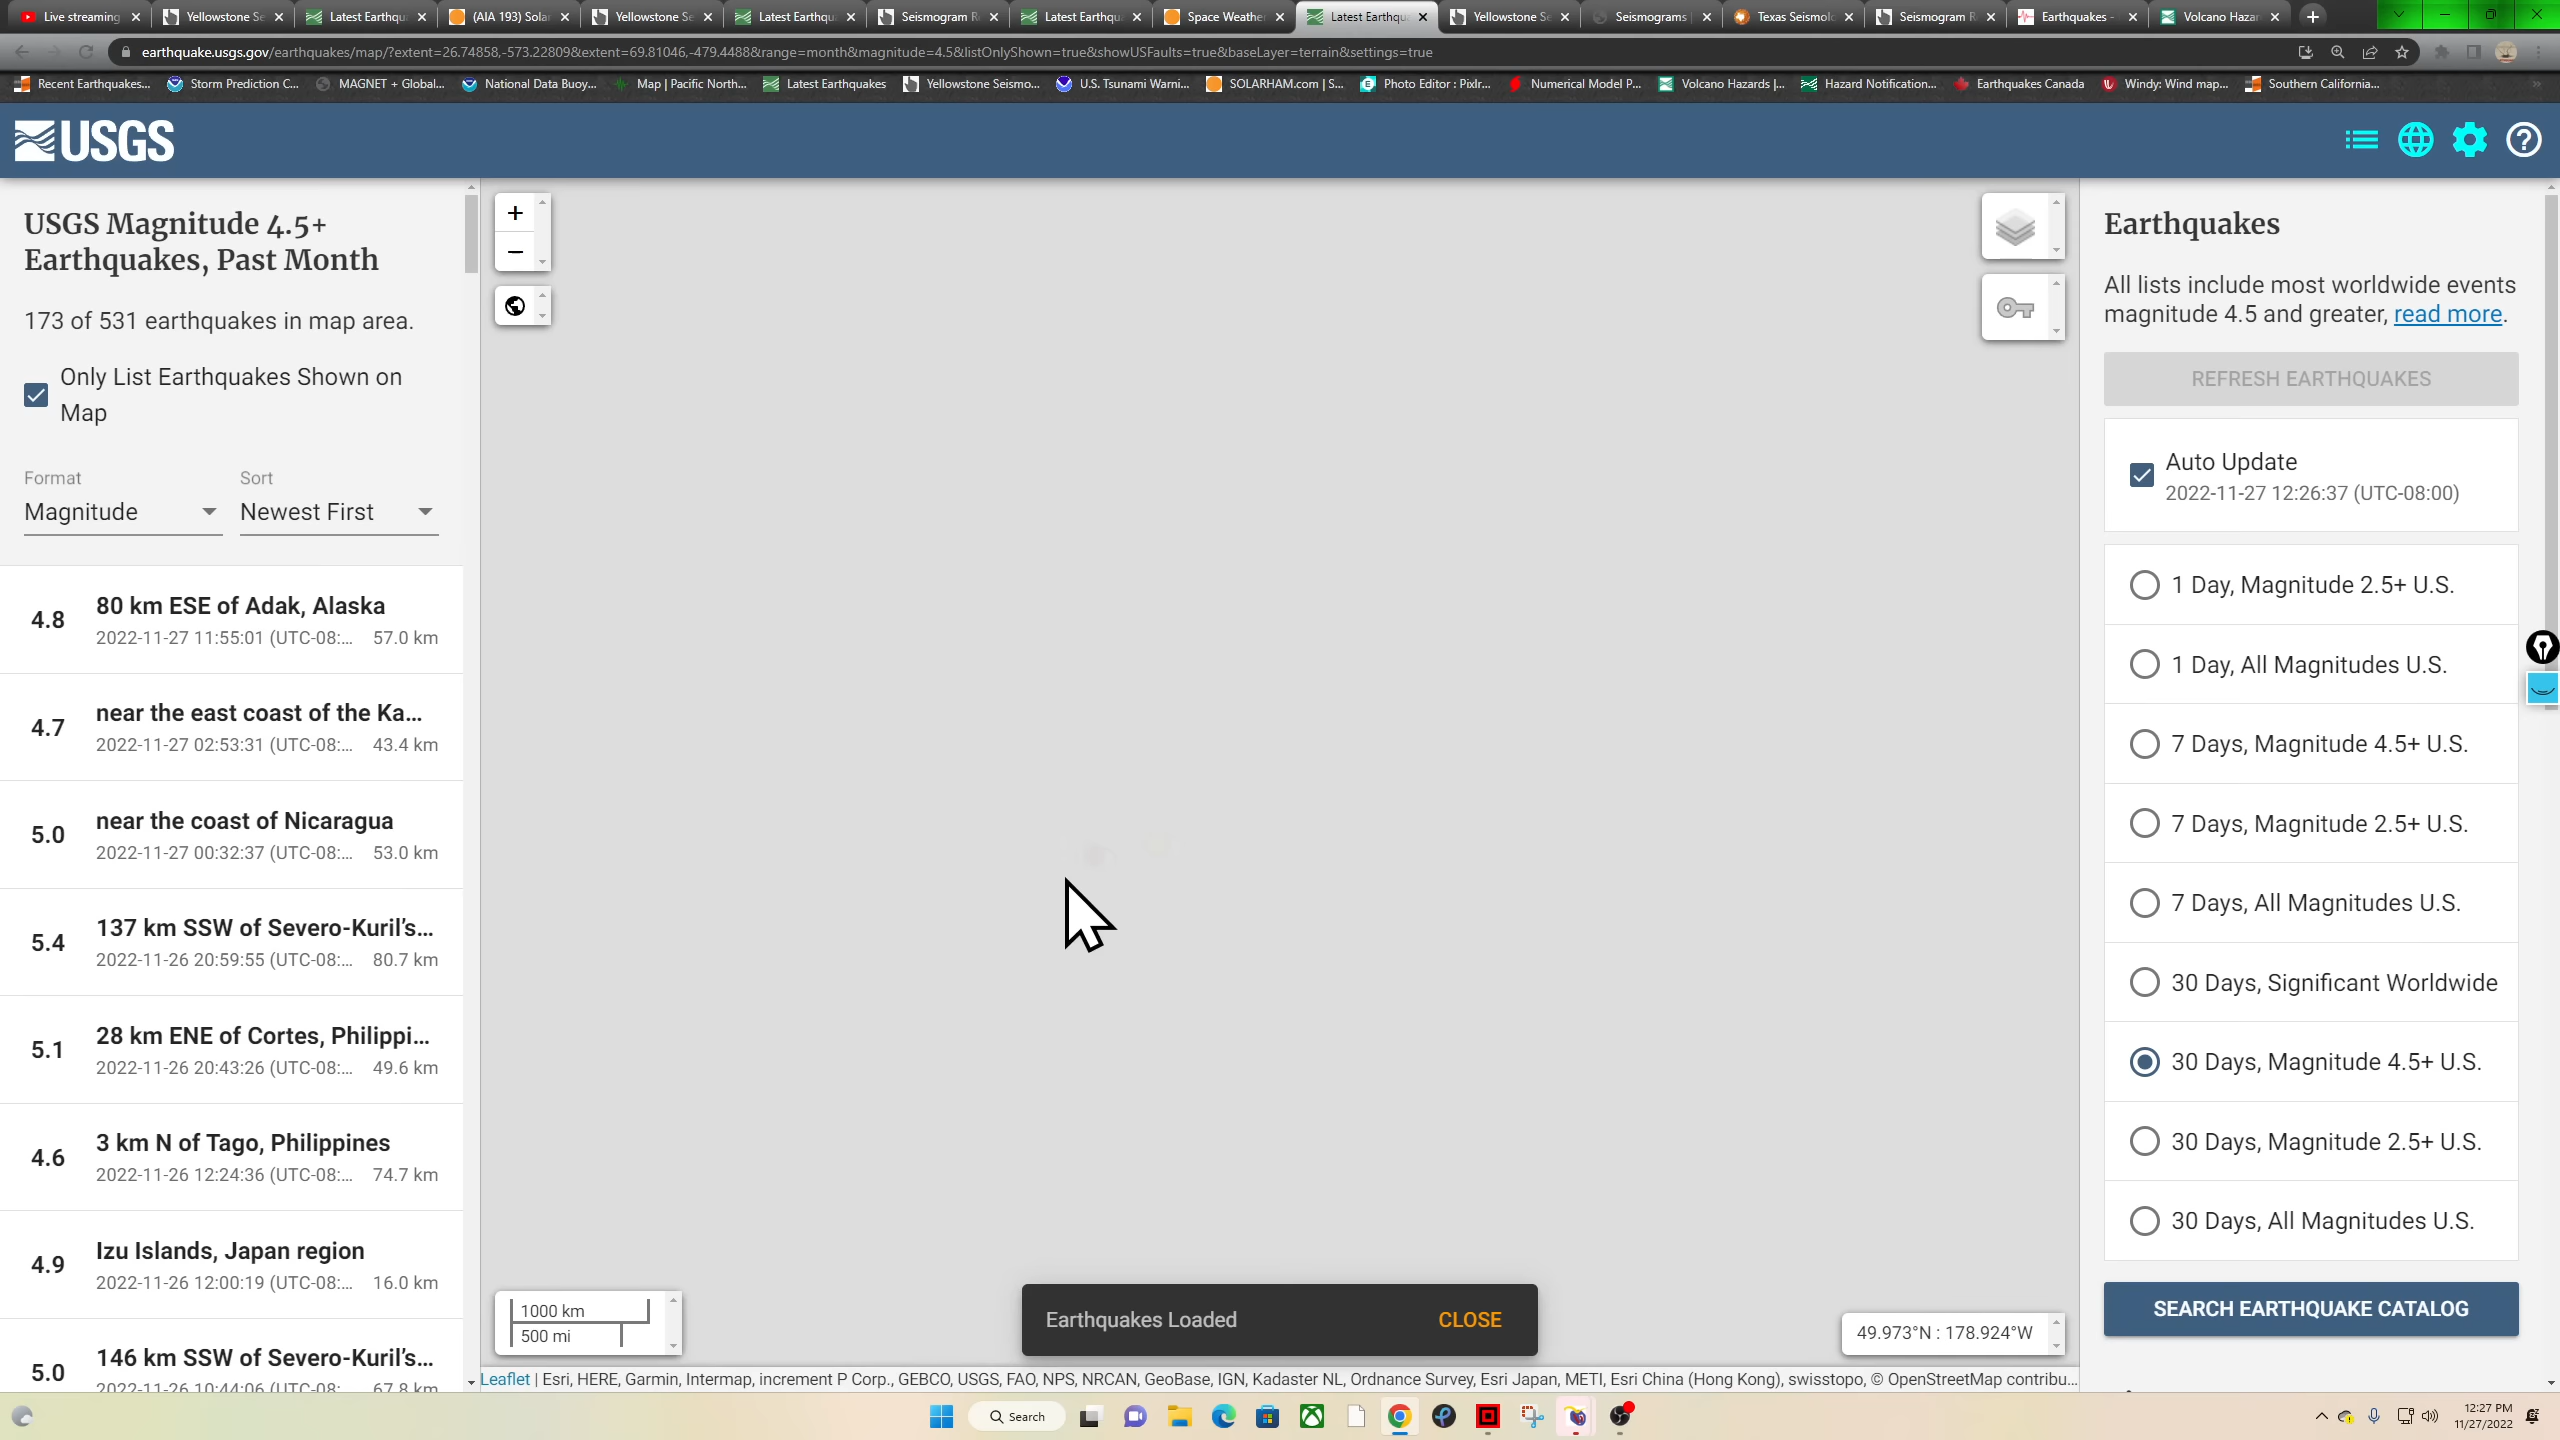 Live streaming
Yellowstone Se
Latest Earthqu
(AIA 193) Solar
Yellowstone Se
Latest Earthqu
Seismogram R
Latest Earthqu
Space Weather
Latest Earthqu
Yellowstone Se
Seismograms |
Texas Seismolo
Seismogram R
Earthquakes -
Volcano Hazar
earthquake.usgs.gov/earthquakes/map/?extent=26.74858,-573.22809&extent=69.81046,-479.4488&range=month&magnitude=4.5&listOnlyShown=true&showUSFaults=true&baseLayer=terrain&settings=true
Recent Earthquakes...
Storm Prediction C...
MAGNET + Global...
National Data Buoy...
Map | Pacific North...
Latest Earthquakes
Yellowstone Seismo...
U.S. Tsunami Warni...
SOLARHAM.com | S...
Photo Editor : Pixlr...
Numerical Model P...
Volcano Hazards |...
Hazard Notification...
Earthquakes Canada
Windy: Wind map...
Southern California...
USGS
USGS Magnitude 4.5+
Earthquakes, Past Month
173 of 531 earthquakes in map area.
Only List Earthquakes Shown on
Map
Format
Magnitude
Sort
Newest First
4.8
80 km ESE of Adak, Alaska
2022-11-27 11:55:01 (UTC-08:... 57.0 km
4.7
near the east coast of the Ka...
2022-11-27 02:53:31 (UTC-08:... 43.4 km
5.0
near the coast of Nicaragua
2022-11-27 00:32:37 (UTC-08:... 53.0 km
5.4
137 km SSW of Severo-Kuril's...
2022-11-26 20:59:55 (UTC-08:... 80.7 km
5.1
28 km ENE of Cortes, Philippi...
2022-11-26 20:43:26 (UTC-08:... 49.6 km
4.6
3 km N of Tago, Philippines
2022-11-26 12:24:36 (UTC-08:... 74.7 km
4.9
Izu Islands, Japan region
2022-11-26 12:00:19 (UTC-08:... 16.0 km
5.0
146 km SSW of Severo-Kuril's...
2022-11-26 10:44:06 (UTC-08: 67.8 km
+
−
1000 km
500 mi
Earthquakes Loaded
CLOSE
49.973°N : 178.924°W
Leaflet | Esri, HERE, Garmin, Intermap, increment P Corp., GEBCO, USGS, FAO, NPS, NRCAN, GeoBase, IGN, Kadaster NL, Ordnance Survey, Esri Japan, METI, Esri China (Hong Kong), swisstopo, © OpenStreetMap contribu...
Earthquakes
All lists include most worldwide events
magnitude 4.5 and greater, read more.
REFRESH EARTHQUAKES
Auto Update
2022-11-27 12:26:37 (UTC-08:00)
1 Day, Magnitude 2.5+ U.S.
1 Day, All Magnitudes U.S.
7 Days, Magnitude 4.5+ U.S.
7 Days, Magnitude 2.5+ U.S.
7 Days, All Magnitudes U.S.
30 Days, Significant Worldwide
30 Days, Magnitude 4.5+ U.S.
30 Days, Magnitude 2.5+ U.S.
30 Days, All Magnitudes U.S.
SEARCH EARTHQUAKE CATALOG
Search
12:27 PM
11/27/2022